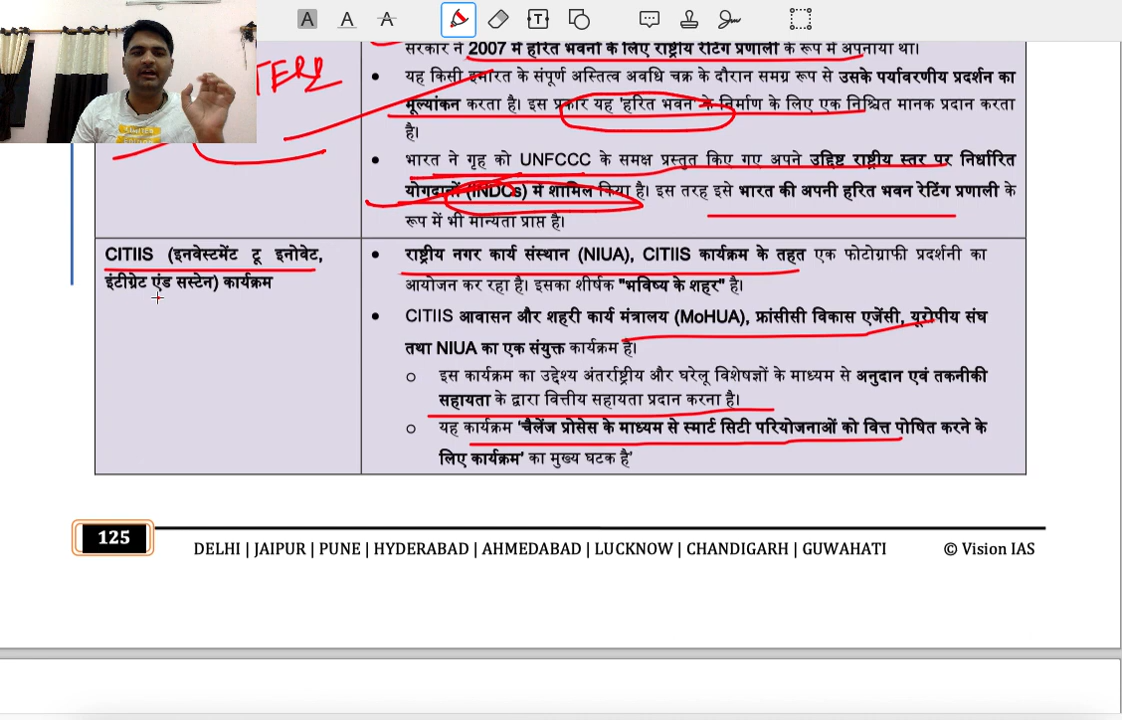 A A A T
TERI
सरकार ने 2007 में हरित भवनों के लिए राष्ट्रीय रेटिंग प्रणाली के रूप में अपनाया था।
• यह किसी इमारत के संपूर्ण अस्तित्व अवधि चक्र के दौरान समग्र रूप से उसके पर्यावरणीय प्रदर्शन का
मूल्यांकन करता है। इस प्रकार यह 'हरित भवन' के निर्माण के लिए एक निश्चित मानक प्रदान करता
है।
• भारत ने गृह को UNFCCC के समक्ष प्रस्तुत किए गए अपने उद्दिष्ट राष्ट्रीय स्तर पर निर्धारित
योगदानों (INDCs) में शामिल किया है। इस तरह इसे भारत की अपनी हरित भवन रेटिंग प्रणाली के
रूप में भी मान्यता प्राप्त है।
CITIIS (इनवेस्टमेंट टू इनोवेट,
इंटीग्रेट एंड सस्टेन) कार्यक्रम
• राष्ट्रीय नगर कार्य संस्थान (NIUA), CITIIS कार्यक्रम के तहत एक फोटोग्राफी प्रदर्शनी का
आयोजन कर रहा है। इसका शीर्षक "भविष्य के शहर" है।
• CITIIS आवासन और शहरी कार्य मंत्रालय (MoHUA), फ्रांसीसी विकास एजेंसी, यूरोपीय संघ
तथा NIUA का एक संयुक्त कार्यक्रम है।
o इस कार्यक्रम का उद्देश्य अंतर्राष्ट्रीय और घरेलू विशेषज्ञों के माध्यम से अनुदान एवं तकनीकी
सहायता के द्वारा वित्तीय सहायता प्रदान करना है।
o यह कार्यक्रम 'चैलेंज प्रोसेस के माध्यम से स्मार्ट सिटी परियोजनाओं को वित्त पोषित करने के
लिए कार्यक्रम' का मुख्य घटक है'
125
DELHI | JAIPUR | PUNE | HYDERABAD | AHMEDABAD | LUCKNOW | CHANDIGARH | GUWAHATI © Vision IAS